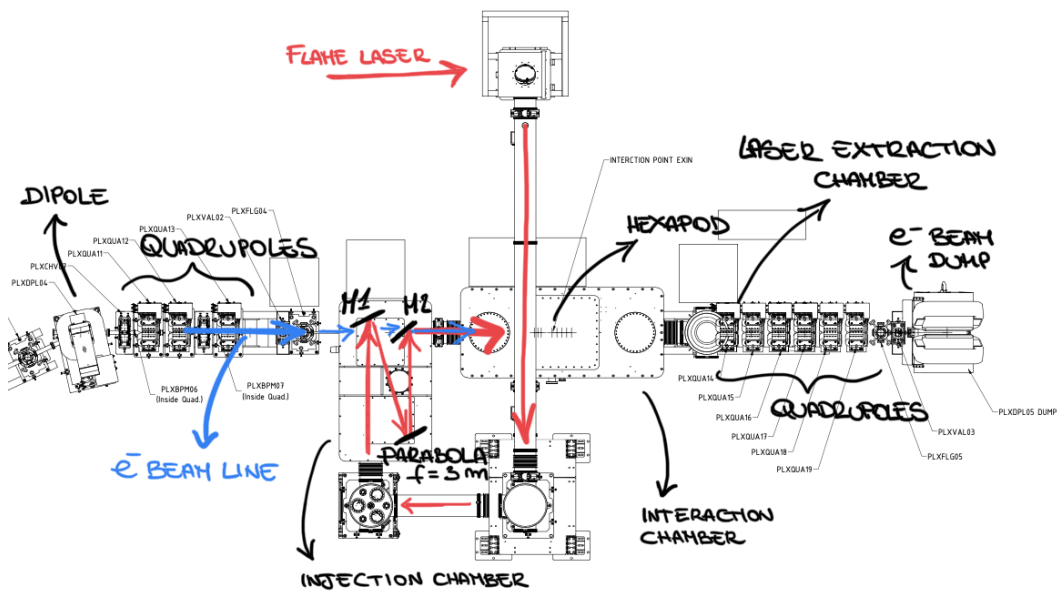 FLAME LASER
INTERCTION POINT EXIN
LASER EXTRACTION
CHAMBER
DIPOLE
PLXFLG04
PLXVAL02
PLXQUA13
PLXQUA12
PLXQUA11
PLXCHV07
PLXDPL04
QUADRUPOLES
HEXAPOD
e⁻ BEAM
DUMP
M1
M2
PLXBPM06
(Inside Quad.)
PLXBPM07
(Inside Quad.)
PLXQUA14
PLXQUA15
PLXQUA16
PLXQUA17
PLXQUA18
PLXQUA19
QUADRUPOLES
PLXDPL05 DUMP
PLXVAL03
PLXFLG05
e⁻ BEAM LINE
PARABOLA
f = 3 m
INTERACTION
CHAMBER
INJECTION CHAMBER